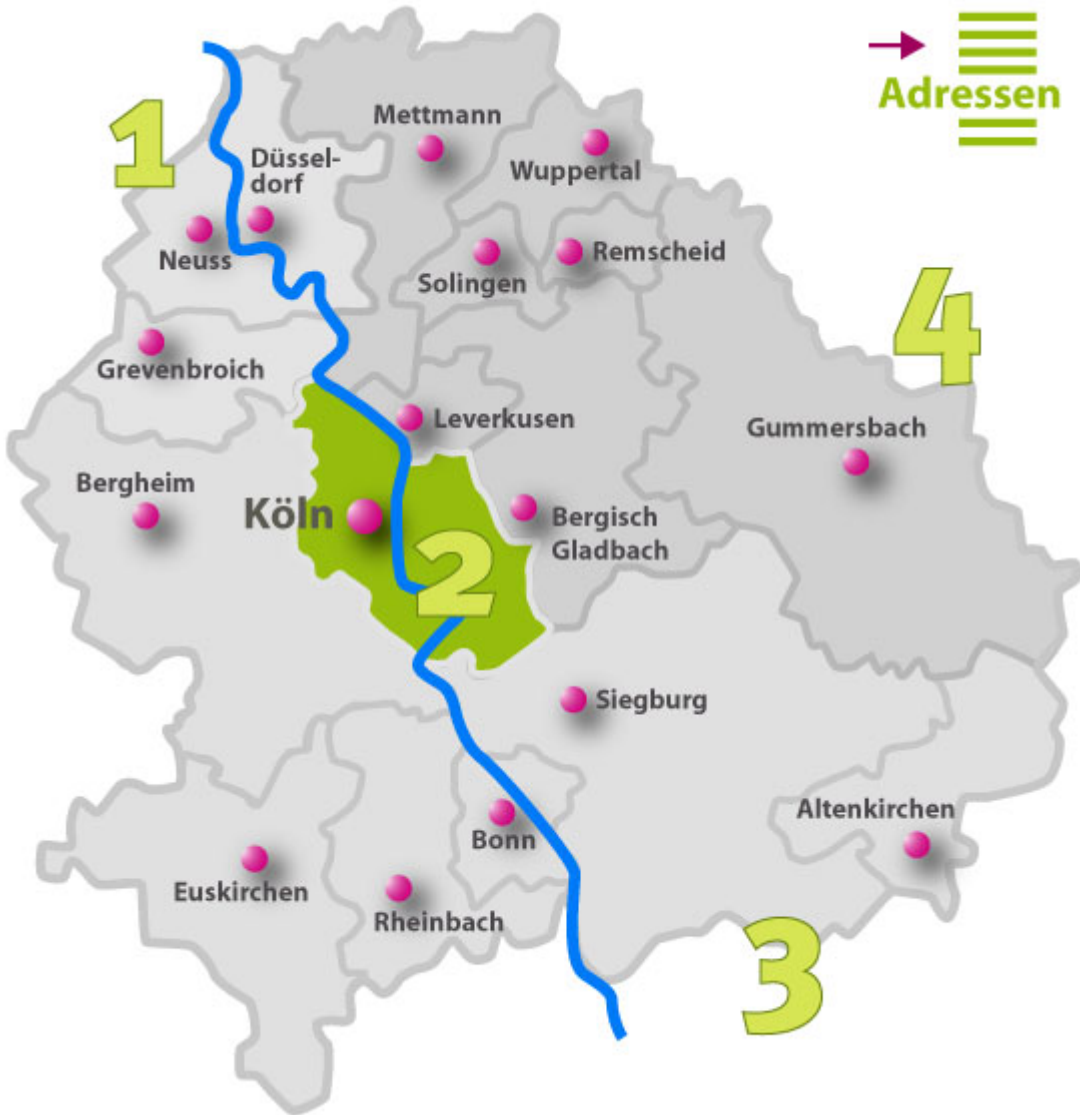 Adressen
1
Mettmann
Wuppertal
Düssel-
dorf
Neuss
Solingen
Remscheid
4
Grevenbroich
Leverkusen
Gummersbach
Bergheim
Köln
Bergisch
Gladbach
2
Siegburg
Altenkirchen
Bonn
Euskirchen
Rheinbach
3